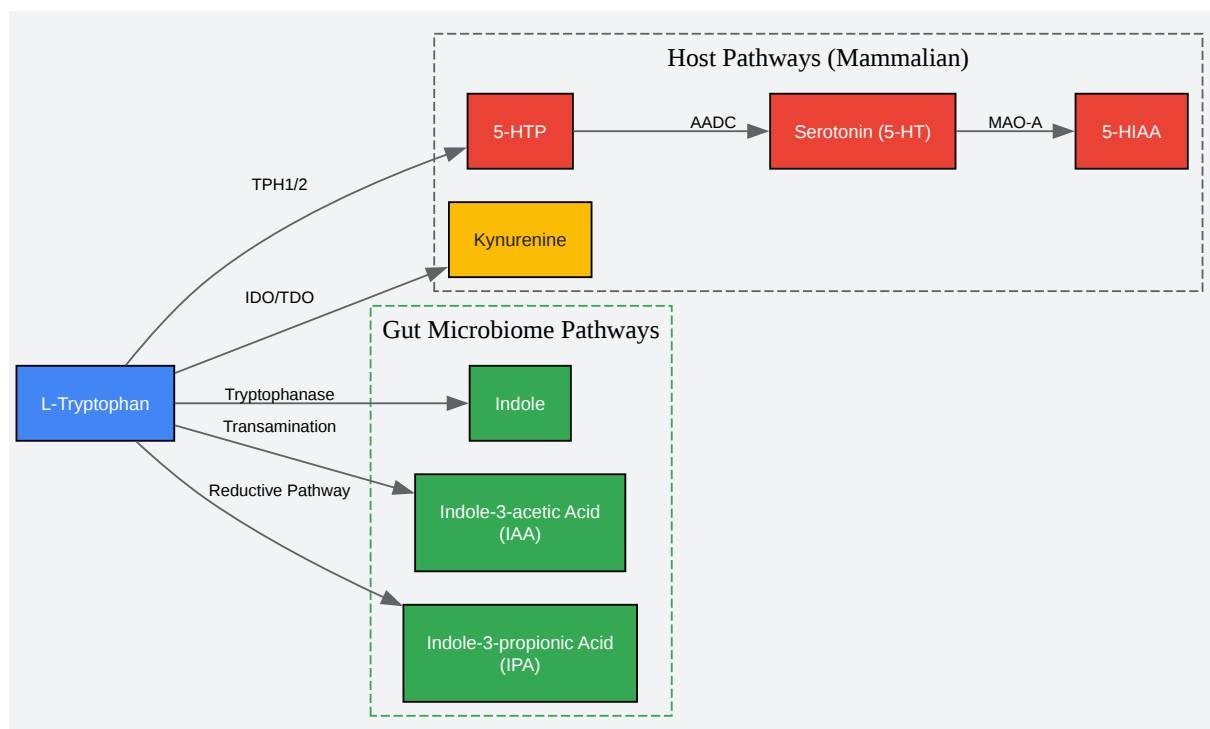 Host Pathways (Mammalian)
5-HTP
AADC
Serotonin (5-HT)
MAO-A
5-HIAA
TPH1/2
Kynurenine
IDO/TDO
Gut Microbiome Pathways
L-Tryptophan
Tryptophanase
Indole
Transamination
Reductive Pathway
Indole-3-acetic Acid
(IAA)
Indole-3-propionic Acid
(IPA)